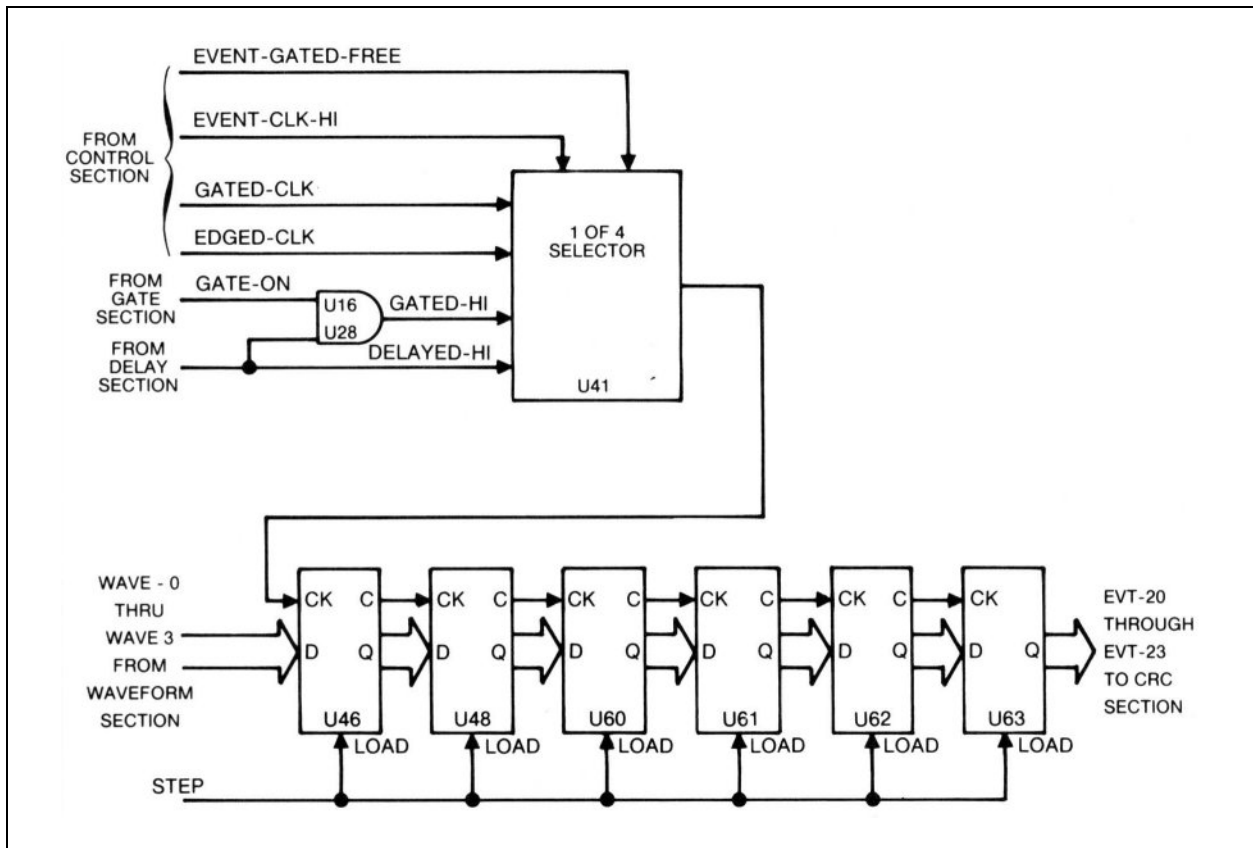 EVENT-GATED-FREE
EVENT-CLK-HI
FROM
CONTROL
SECTION
GATED-CLK
EDGED-CLK
1 OF 4
SELECTOR
FROM
GATE
SECTION
GATE-ON
U16
U28
GATED-HI
FROM
DELAY
SECTION
DELAYED-HI
U41
WAVE - 0
THRU
WAVE 3
FROM
WAVEFORM
SECTION
CK C
D Q
U46
LOAD
CK C
D Q
U48
LOAD
CK C
D Q
U60
LOAD
CK C
D Q
U61
LOAD
CK C
D Q
U62
LOAD
CK
D Q
U63
LOAD
EVT-20
THROUGH
EVT-23
TO CRC
SECTION
STEP